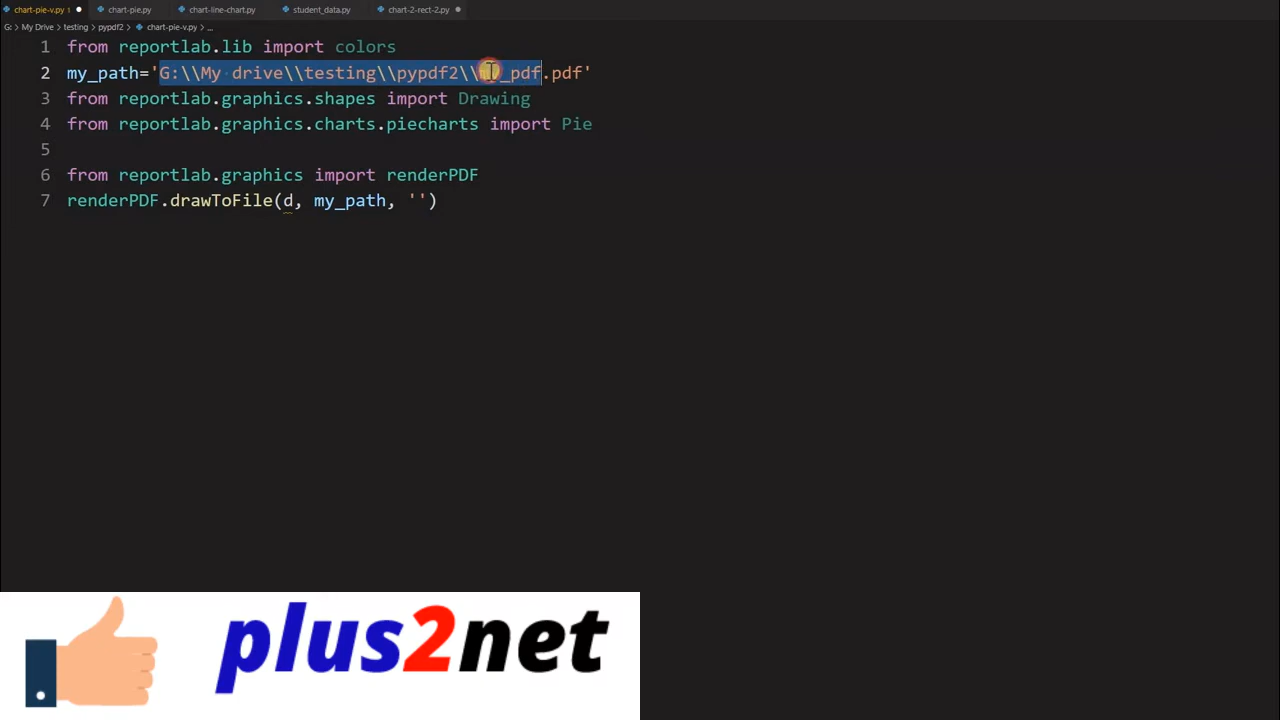 chart-pie-v.py 1 chart-pie.py chart-line-chart.py student_data.py chart-2-rect-2.py
G: > My Drive > testing > pypdf2 > chart-pie-v.py > ...
1 from reportlab.lib import colors
2 my_path='G:\\My drive\\testing\\pypdf2\\my_pdf.pdf'
3 from reportlab.graphics.shapes import Drawing
4 from reportlab.graphics.charts.piecharts import Pie
5
6 from reportlab.graphics import renderPDF
7 renderPDF.drawToFile(d, my_path, '')
plus2net